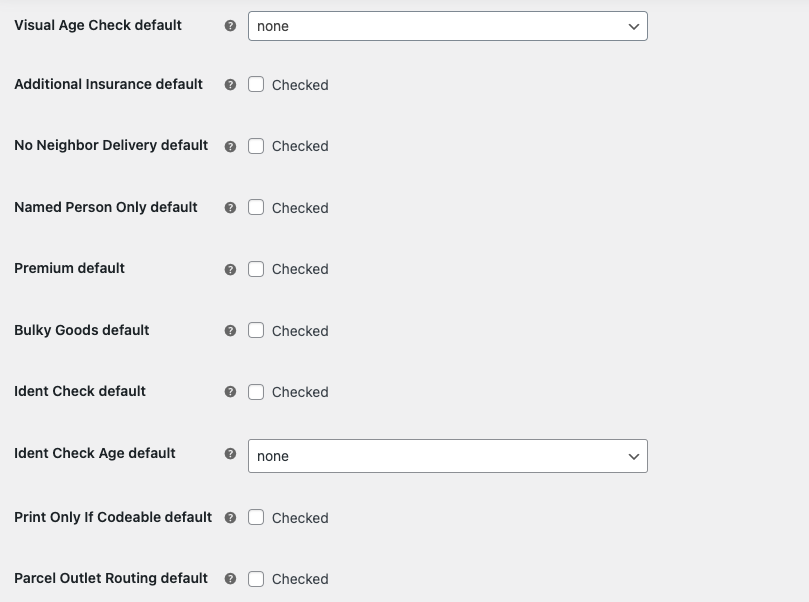 Visual Age Check default ? none
Additional Insurance default ? Checked
No Neighbor Delivery default ? Checked
Named Person Only default ? Checked
Premium default ? Checked
Bulky Goods default ? Checked
Ident Check default ? Checked
Ident Check Age default ? none
Print Only If Codeable default ? Checked
Parcel Outlet Routing default ? Checked